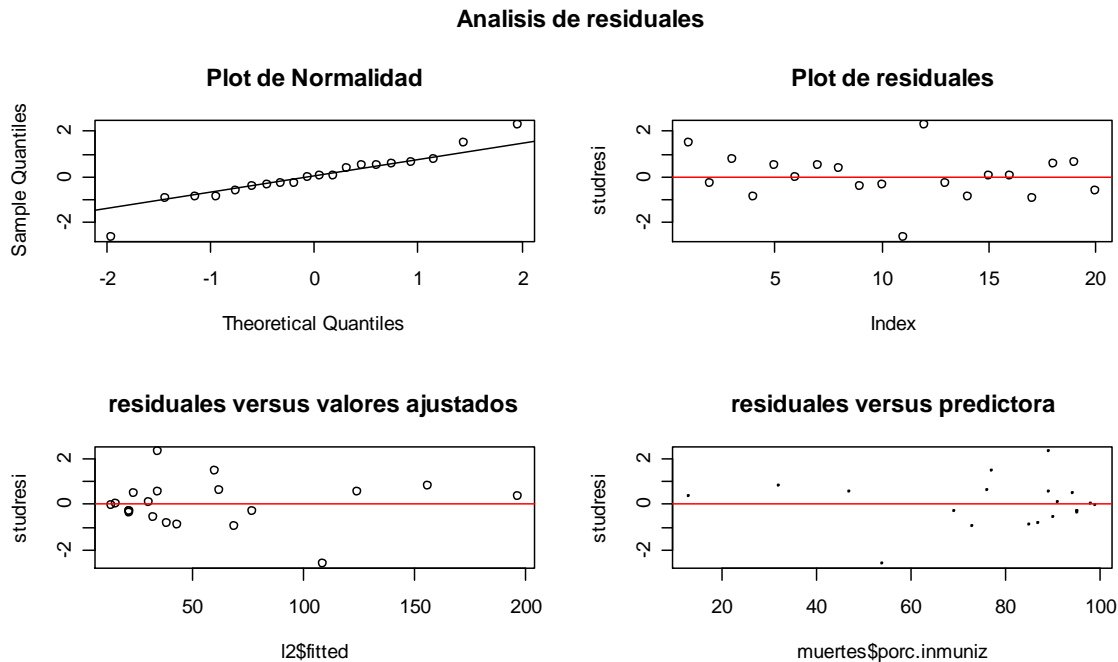 Analisis de residuales
Plot de Normalidad
Sample Quantiles
2
0
-2
-2
-1
0
1
2
Theoretical Quantiles
Plot de residuales
studresi
2
0
-2
5
10
15
20
Index
residuales versus valores ajustados
studresi
2
0
-2
50
100
150
200
l2$fitted
residuales versus predictora
studresi
2
0
-2
20
40
60
80
100
muertes$porc.inmuniz